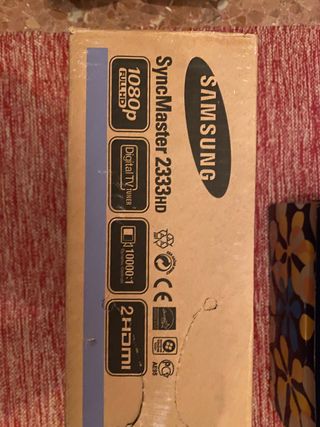 SAMSUNG
SyncMaster 2333HD
1080p
FULL HD
Digital TV TUNER
10000:1
2 HDMI
CE